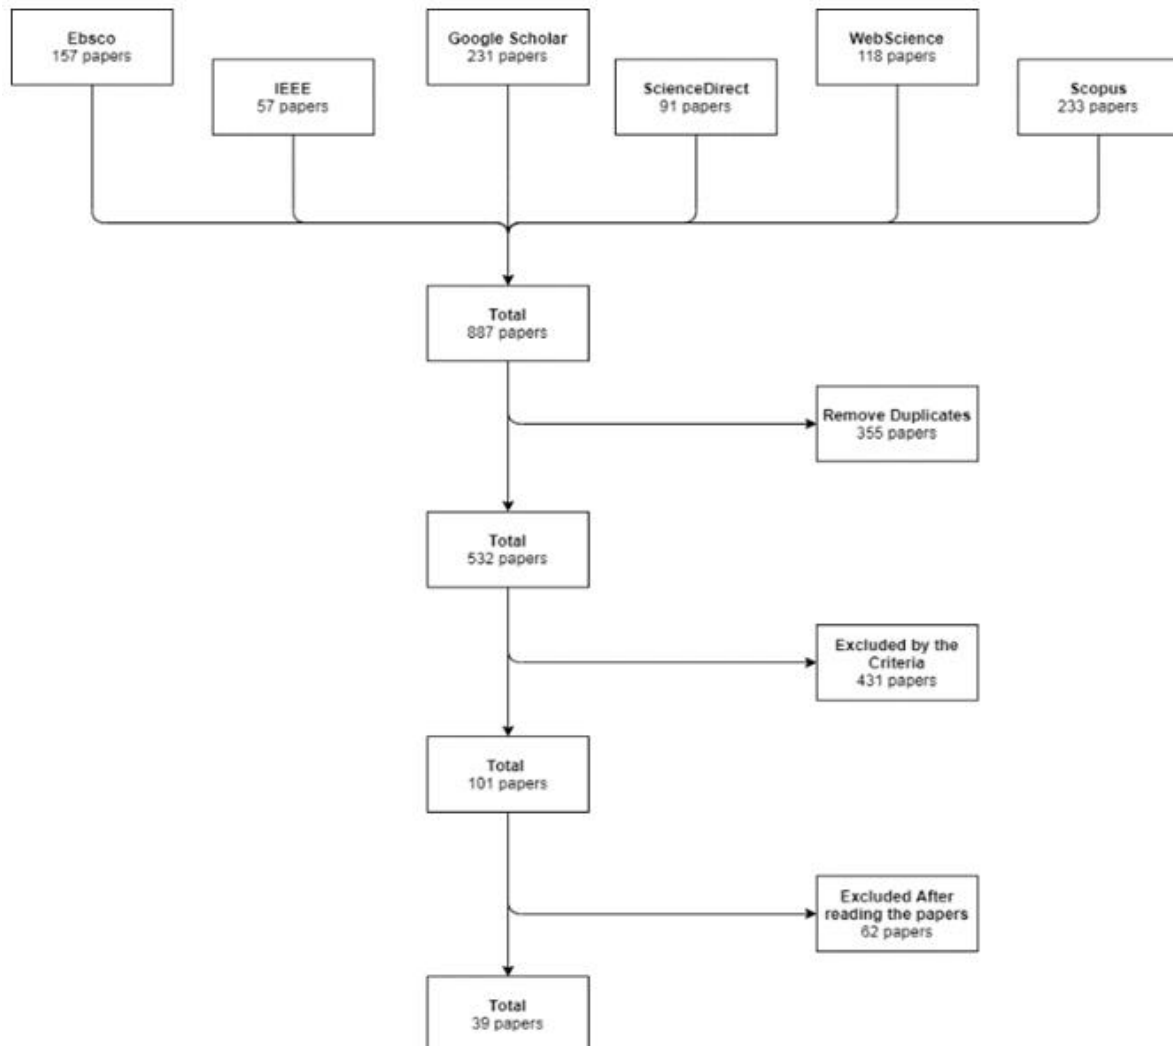 Ebsco
157 papers
Google Scholar
231 papers
WebScience
118 papers
IEEE
57 papers
ScienceDirect
91 papers
Scopus
233 papers
Total
887 papers
Remove Duplicates
355 papers
Total
532 papers
Excluded by the
Criteria
431 papers
Total
101 papers
Excluded After
reading the papers
62 papers
Total
39 papers